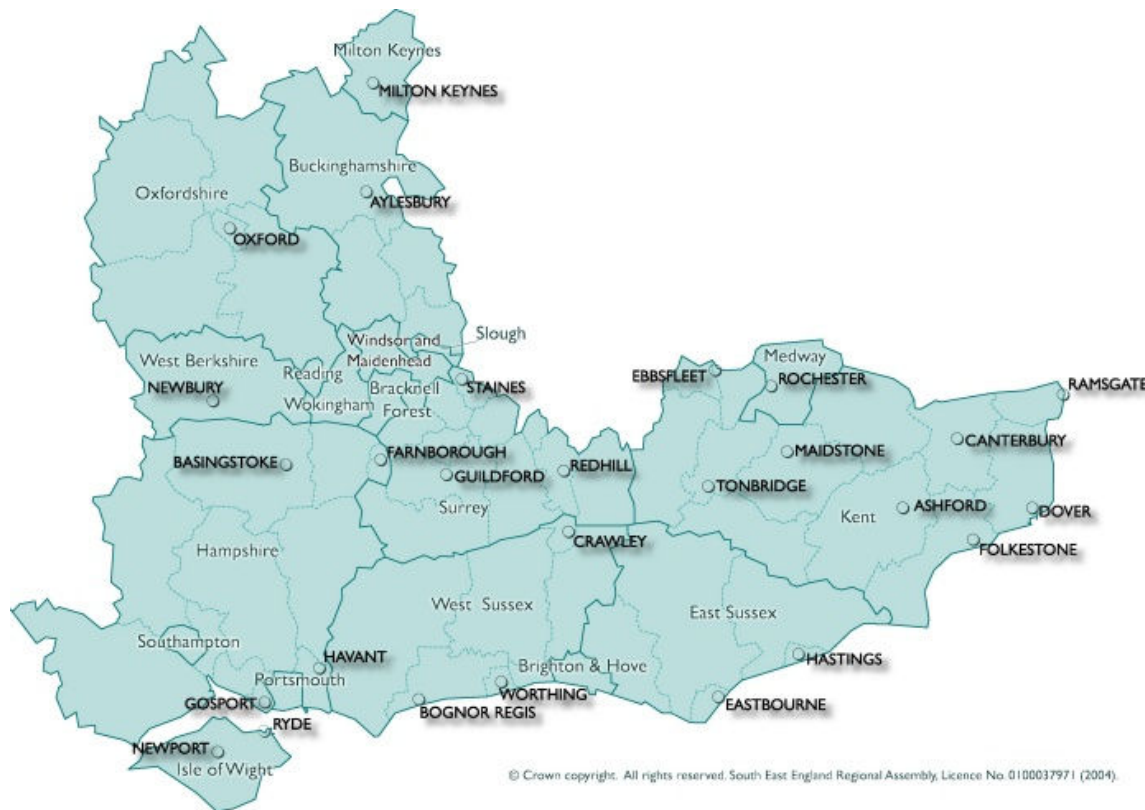 Milton Keynes
MILTON KEYNES
Buckinghamshire
Oxfordshire
AYLESBURY
OXFORD
Slough
Windsor and
Maidenhead
West Berkshire
Reading
NEWBURY
Wokingham
Bracknell
Forest
STAINES
EBBSFLEET
Medway
ROCHESTER
RAMSGATE
CANTERBURY
MAIDSTONE
BASINGSTOKE
FARNBOROUGH
GUILDFORD
REDHILL
TONBRIDGE
Surrey
Kent
ASHFORD
DOVER
FOLKESTONE
CRAWLEY
Hampshire
West Sussex
East Sussex
Southampton
HAVANT
Portsmouth
Brighton & Hove
HASTINGS
GOSPORT
BOGNOR REGIS
WORTHING
EASTBOURNE
RYDE
NEWPORT
Isle of Wight
© Crown copyright. All rights reserved. South East England Regional Assembly, Licence No. 0100037971 (2004).